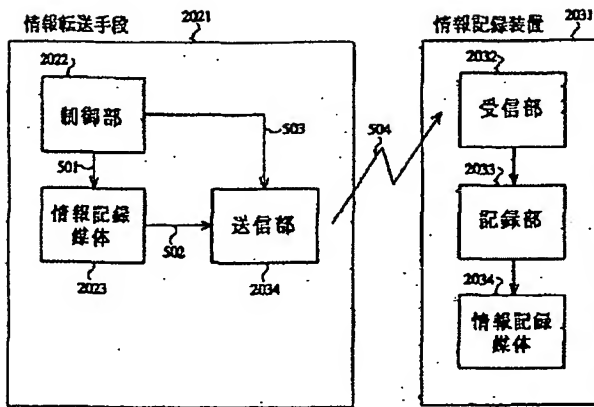 情報転送手段
2021
2022
制御部
501
503
情報記録
媒体
2023
502
送信部
2034
504
情報記録装置
2031
2032
受信部
2033
記録部
2034
情報記録
媒体